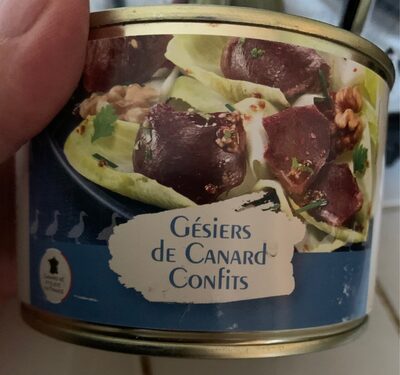 Gésiers
de Canard
Confits